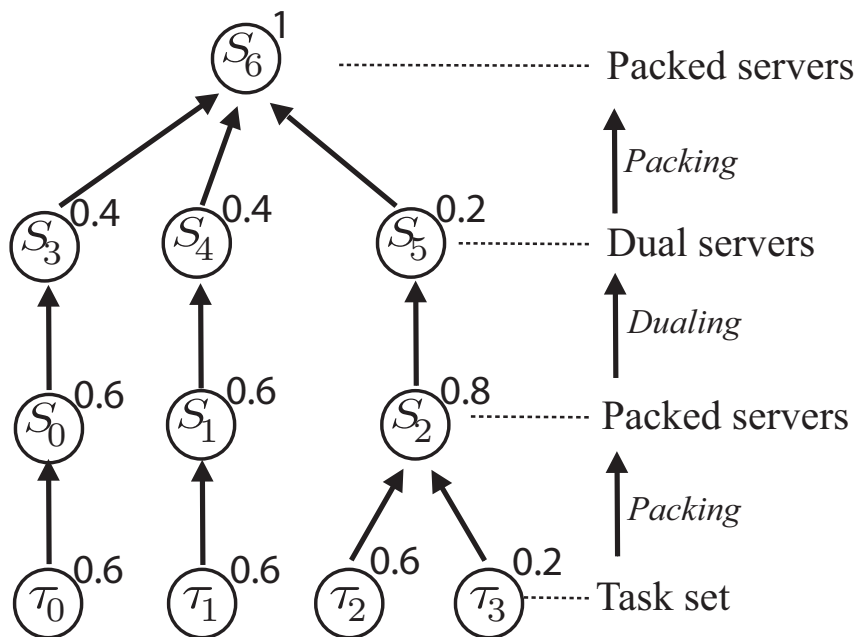 S₆ 1 Packed servers
Packing
S₃ 0.4 S₄ 0.4 S₅ 0.2 Dual servers
Dualing
S₀ 0.6 S₁ 0.6 S₂ 0.8 Packed servers
Packing
τ₀ 0.6 τ₁ 0.6 τ₂ 0.6 τ₃ 0.2 Task set